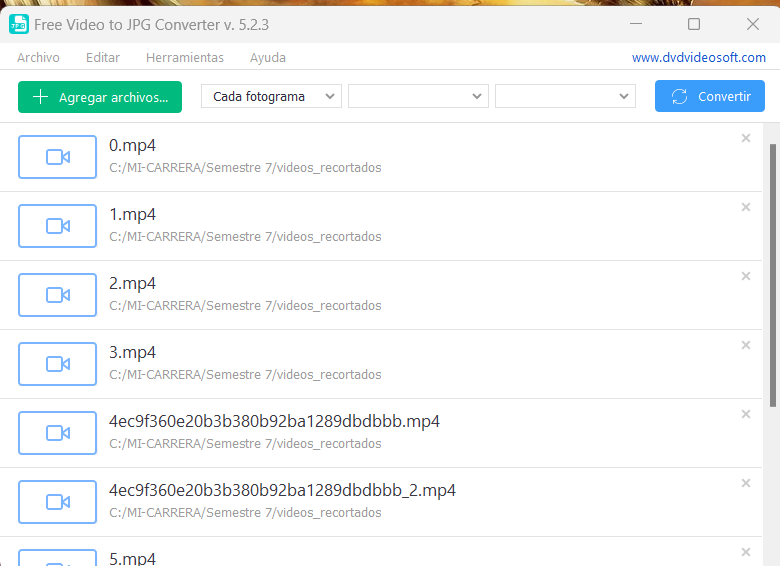 Free Video to JPG Converter v. 5.2.3
Archivo Editar Herramientas Ayuda www.dvdvideosoft.com
Agregar archivos... Cada fotograma Convertir
0.mp4
C:/MI-CARRERA/Semestre 7/videos_recortados
1.mp4
C:/MI-CARRERA/Semestre 7/videos_recortados
2.mp4
C:/MI-CARRERA/Semestre 7/videos_recortados
3.mp4
C:/MI-CARRERA/Semestre 7/videos_recortados
4ec9f360e20b3b380b92ba1289dbdbbb.mp4
C:/MI-CARRERA/Semestre 7/videos_recortados
4ec9f360e20b3b380b92ba1289dbdbbb_2.mp4
C:/MI-CARRERA/Semestre 7/videos_recortados
5.mp4